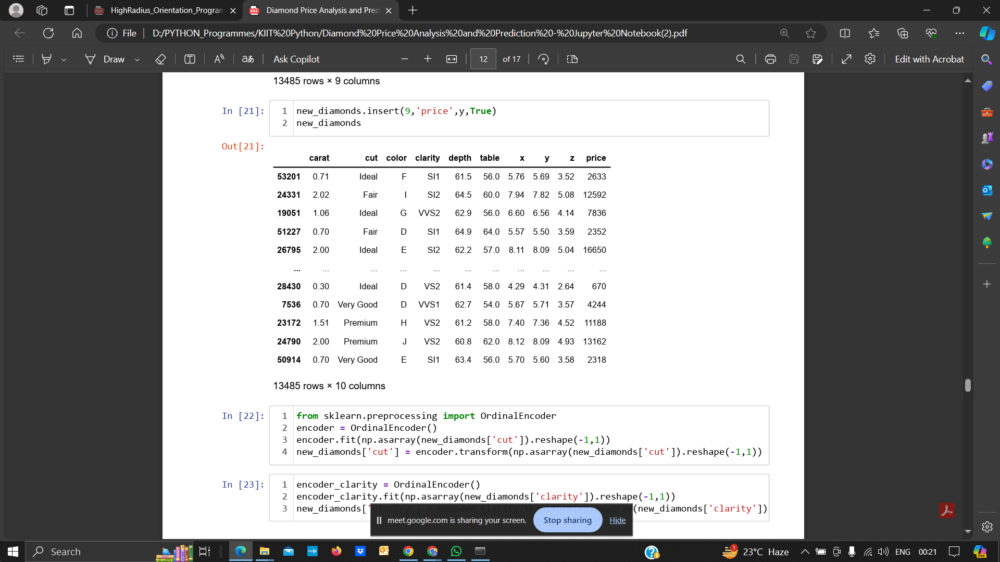 HighRadius_Orientation_Program
Diamond Price Analysis and Pred
File
D:/PYTHON_Programmes/KIIT%20Python/Diamond%20Price%20Analysis%20and%20Prediction%20-%20Jupyter%20Notebook(2).pdf
Draw
Ask Copilot
12 of 17
Edit with Acrobat
13485 rows × 9 columns
In [21]:
1 new_diamonds.insert(9,'price',y,True)
2 new_diamonds
Out[21]:
carat cut color clarity depth table x y z price
53201 0.71 Ideal F SI1 61.5 56.0 5.76 5.69 3.52 2633
24331 2.02 Fair I SI2 64.5 60.0 7.94 7.82 5.08 12592
19051 1.06 Ideal G VVS2 62.9 56.0 6.60 6.56 4.14 7836
51227 0.70 Fair D SI1 64.9 64.0 5.57 5.50 3.59 2352
26795 2.00 Ideal E SI2 62.2 57.0 8.11 8.09 5.04 16650
... ... ... ... ... ... ... ... ... ... ...
28430 0.30 Ideal D VS2 61.4 58.0 4.29 4.31 2.64 670
7536 0.70 Very Good D VVS1 62.7 54.0 5.67 5.71 3.57 4244
23172 1.51 Premium H VS2 61.2 58.0 7.40 7.36 4.52 11188
24790 2.00 Premium J VS2 60.8 62.0 8.12 8.09 4.93 13162
50914 0.70 Very Good E SI1 63.4 56.0 5.70 5.60 3.58 2318
13485 rows × 10 columns
In [22]:
1 from sklearn.preprocessing import OrdinalEncoder
2 encoder = OrdinalEncoder()
3 encoder.fit(np.asarray(new_diamonds['cut']).reshape(-1,1))
4 new_diamonds['cut'] = encoder.transform(np.asarray(new_diamonds['cut']).reshape(-1,1))
In [23]:
1 encoder_clarity = OrdinalEncoder()
2 encoder_clarity.fit(np.asarray(new_diamonds['clarity']).reshape(-1,1))
3 new_diamonds['clarity'] = encoder_clarity.transform(np.asarray(new_diamonds['clarity'])
meet.google.com is sharing your screen.
Stop sharing
Hide
Search
1
23°C Haze
ENG
00:21
PRE